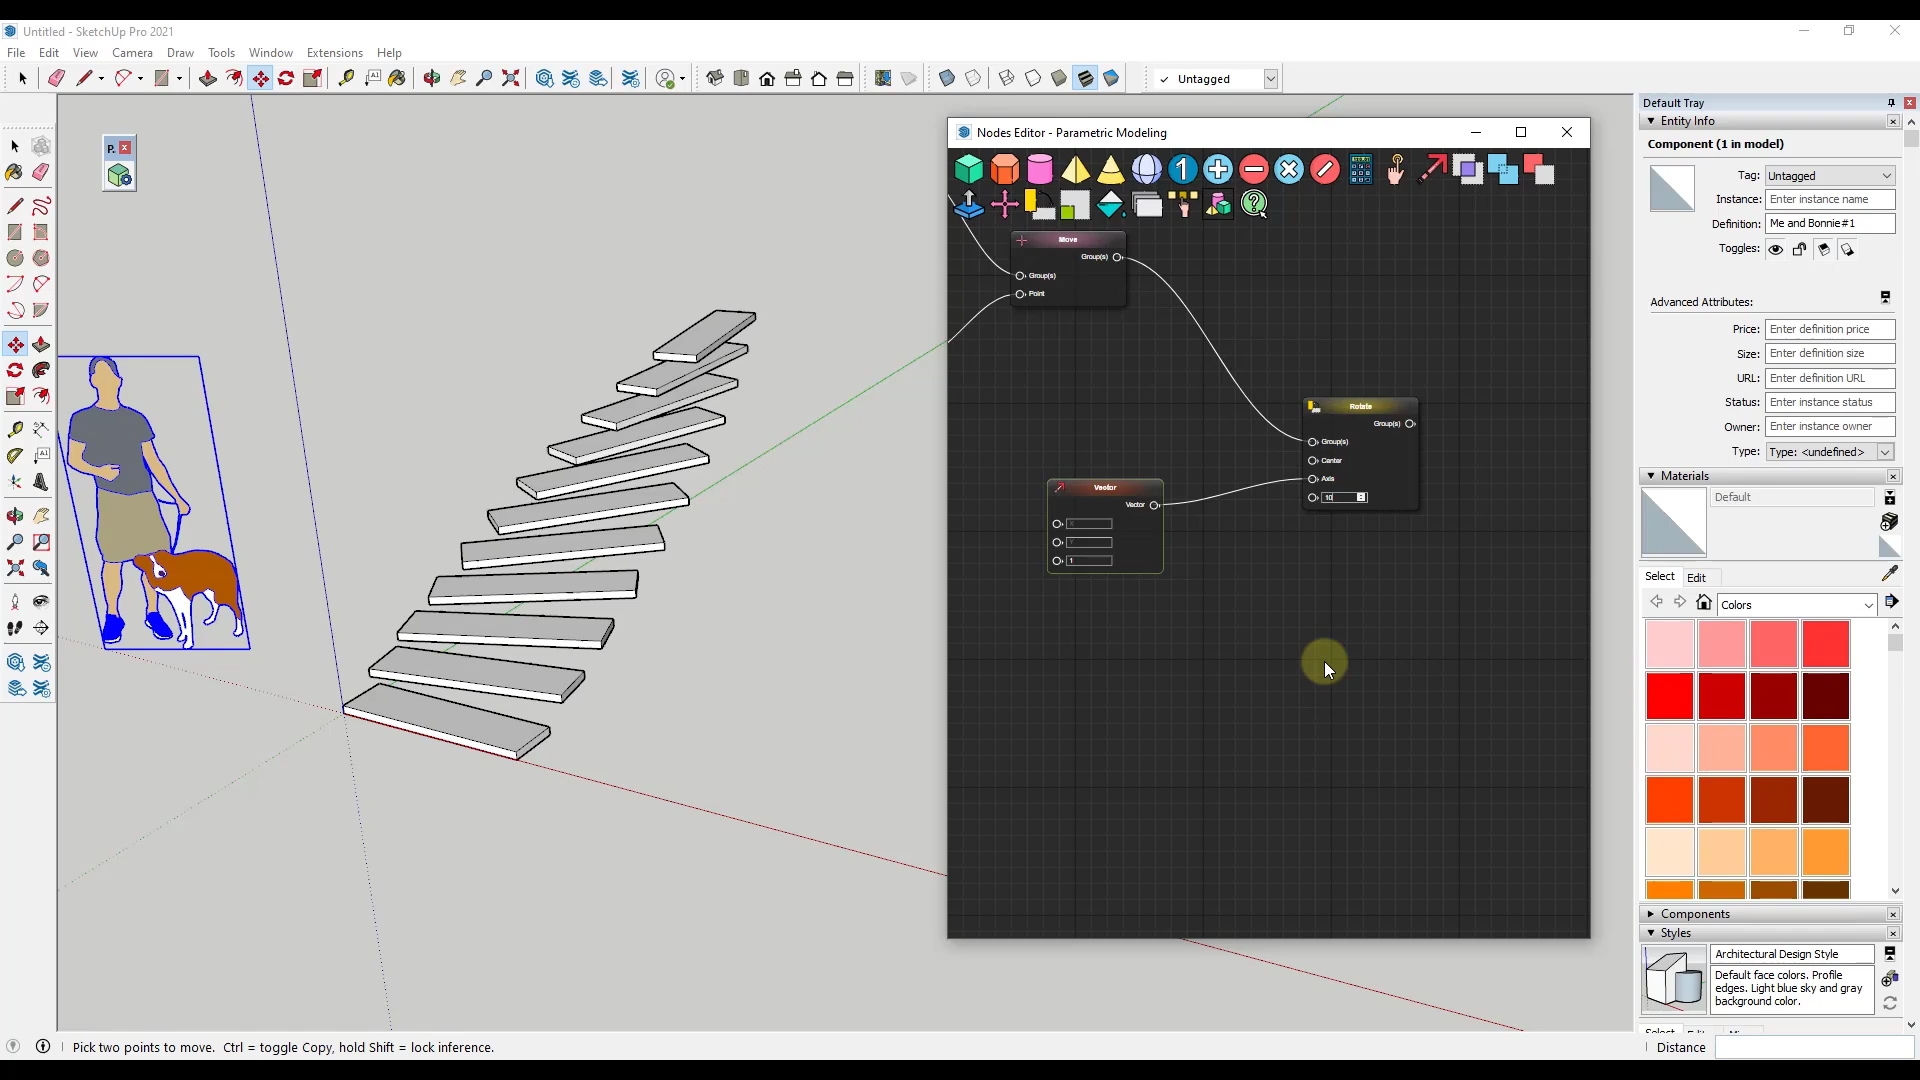 Untitled - SketchUp Pro 2021
File Edit View Camera Draw Tools Window Extensions Help
Untagged
P.
Nodes Editor - Parametric Modeling
Move
Group(s)
Group(s)
Point
Rotate
Group(s)
Group(s)
Center
Axis
10
Vector
Vector
X
Y
1
Default Tray
Entity Info
Component (1 in model)
Tag: Untagged
Instance: Enter instance name
Definition: Me and Bonnie#1
Toggles:
Advanced Attributes:
Price: Enter definition price
Size: Enter definition size
URL: Enter definition URL
Status: Enter instance status
Owner: Enter instance owner
Type: Type: <undefined>
Materials
Default
Select Edit
Colors
Components
Styles
Architectural Design Style
Default face colors. Profile
edges. Light blue sky and gray
background color.
Select Edit
Pick two points to move. Ctrl = toggle Copy, hold Shift = lock inference.
Distance